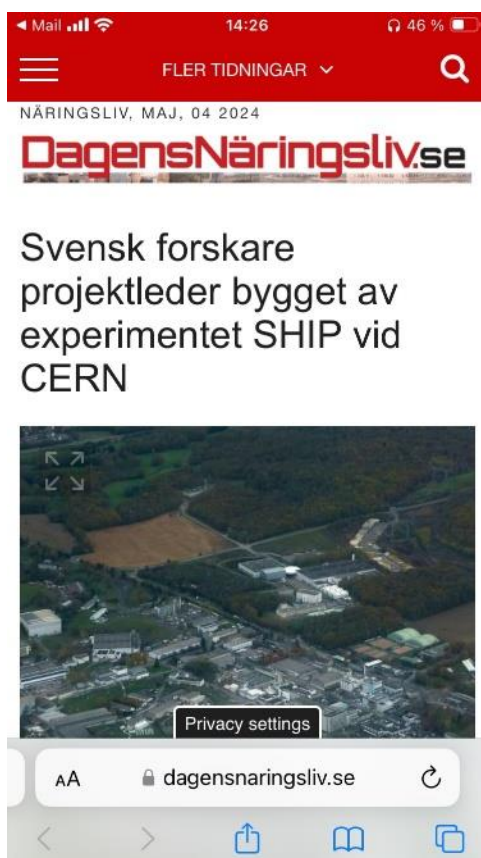 ◀ Mail
14:26
46 %
FLER TIDNINGAR
NÄRINGSLIV, MAJ, 04 2024
DagensNäringsliv.se
Svensk forskare
projektleder bygget av
experimentet SHIP vid
CERN
Privacy settings
AA
dagensnaringsliv.se